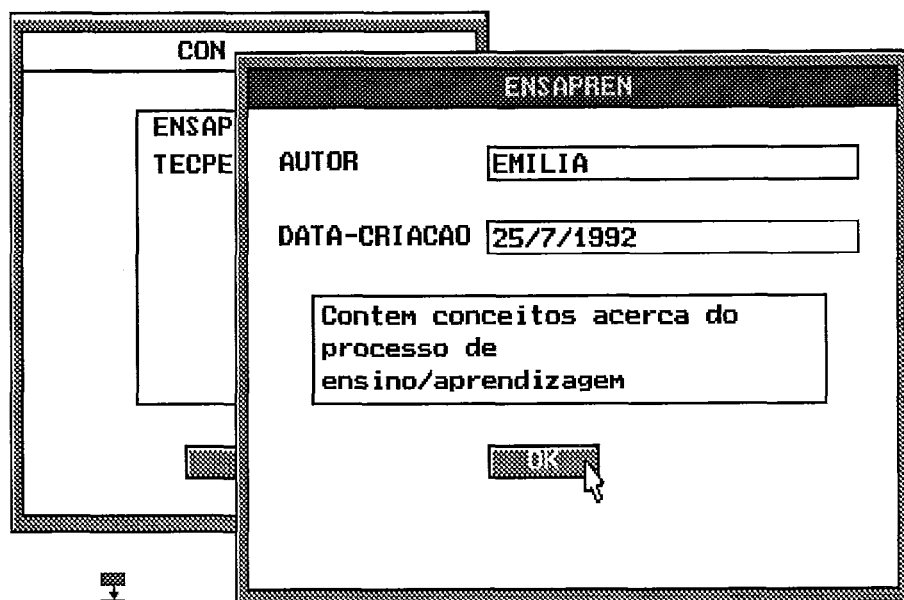 CON
ENSAP
TECPE
ENSAPREN
AUTOR EMILIA
DATA-CRIACAO 25/7/1992
Contem conceitos acerca do
processo de
ensino/aprendizagem
OK